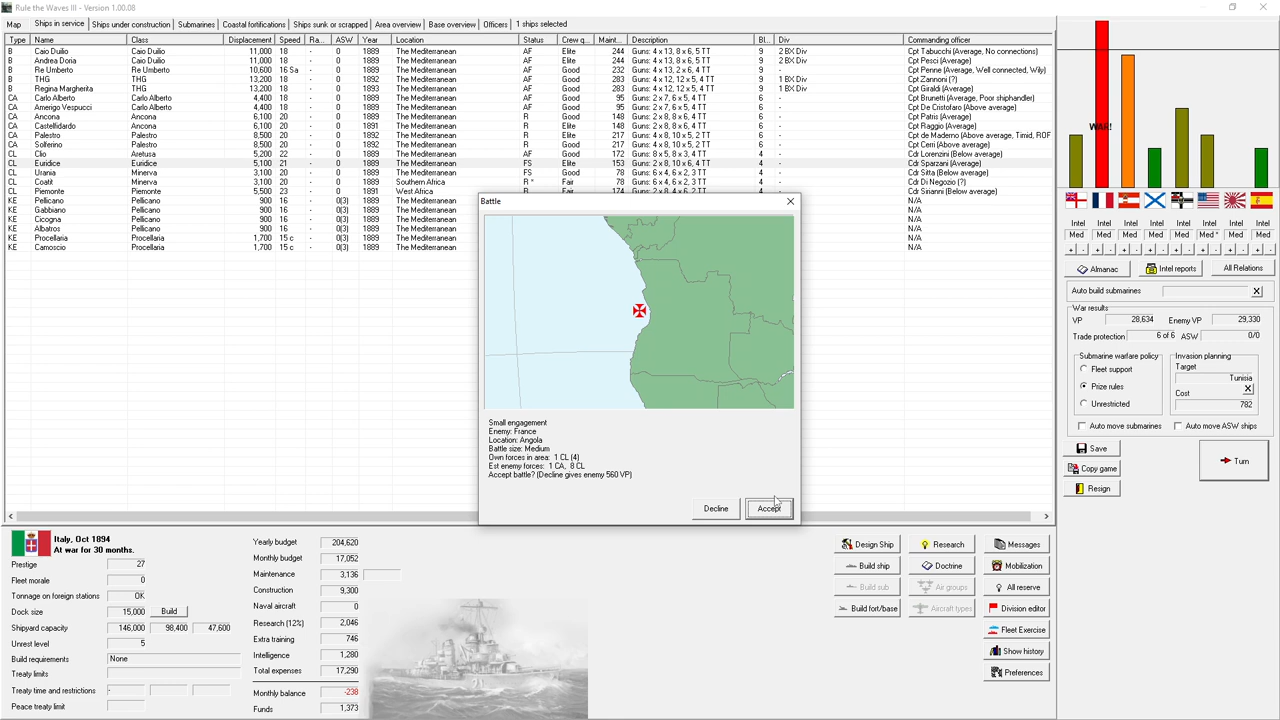 Rule the Waves III - Version 1.00.08
Map Ships in service Ships under construction Submarines Coastal fortifications Ships sunk or scrapped Area overview Base overview Officers 1 ships selected
Type Name Class Displacement Speed Ra... ASW Year Location Status Crew q... Maint... Description Bl... Div Commanding officer
B Caio Duilio Caio Duilio 11,000 18 - 0 1889 The Mediterranean AF Elite 244 Guns: 4 x 13, 8 x 6, 5 TT 9 2 BX Div Cpt Tabucchi (Average, No connections)
B Andrea Doria Caio Duilio 11,000 18 - 0 1889 The Mediterranean AF Elite 244 Guns: 4 x 13, 8 x 6, 5 TT 9 2 BX Div Cpt Pesci (Average)
B Re Umberto Re Umberto 10,600 16 Sa - 0 1889 The Mediterranean AF Good 232 Guns: 4 x 13, 2 x 6, 4 TT 9 - Cpt Penne (Average, Well connected, Wily)
B THG THG 13,200 18 - 0 1892 The Mediterranean AF Good 283 Guns: 4 x 12, 12 x 5, 4 TT 9 1 BX Div Cpt Zannoni (?)
B Regina Margherita THG 13,200 18 - 0 1893 The Mediterranean AF Good 283 Guns: 4 x 12, 12 x 5, 4 TT 9 1 BX Div Cpt Giraldi (Average)
CA Carlo Alberto Carlo Alberto 4,400 18 - 0 1889 The Mediterranean AF Good 95 Guns: 2 x 7, 6 x 5, 4 TT 6 - Cpt Brunetti (Average, Poor shiphandler)
CA Amerigo Vespucci Carlo Alberto 4,400 18 - 0 1889 The Mediterranean AF Good 95 Guns: 2 x 7, 6 x 5, 4 TT 6 - Cpt De Cristofaro (Above average)
CA Ancona Ancona 6,100 20 - 0 1889 The Mediterranean R Good 148 Guns: 2 x 8, 8 x 6, 4 TT 6 - Cpt Patris (Average)
CA Castelfidardo Ancona 6,100 20 - 0 1891 The Mediterranean R Elite 148 Guns: 2 x 8, 8 x 6, 4 TT 6 - Cpt Raggio (Average)
CA Palestro Palestro 8,500 20 - 0 1892 The Mediterranean R Elite 217 Guns: 4 x 8, 10 x 5, 2 TT 6 - Cpt de Maderno (Above average, Timid, ROF
CA Solferino Palestro 8,500 20 - 0 1892 The Mediterranean R Good 217 Guns: 4 x 8, 10 x 5, 2 TT 6 - Cpt Cerri (Above average)
CL Clio Aretusa 5,200 22 - 0 1889 The Mediterranean AF Good 172 Guns: 8 x 5, 8 x 3, 4 TT 4 - Cdr Lorenzini (Below average)
CL Euridice Euridice 5,100 21 - 0 1889 The Mediterranean FS Elite 153 Guns: 2 x 8, 10 x 6, 4 TT 4 - Cdr Sparzani (Average)
CL Urania Minerva 3,100 20 - 0 1889 The Mediterranean FS Good 78 Guns: 6 x 4, 6 x 2, 3 TT 4 - Cdr Sitta (Below average)
CL Coatit Minerva 3,100 20 - 0 1889 Southern Africa R * Fair 78 Guns: 6 x 4, 6 x 2, 3 TT 4 - Cdr Di Negozio (?)
CL Piemonte Piemonte 5,500 23 - 0 1891 West Africa R * Fair 174 4 - Cdr Sirianni (Below average)
KE Pellicano Pellicano 900 16 - 0(3) 1889 The Mediterranean N/A
KE Gabbiano Pellicano 900 16 - 0(3) 1889 The Mediterranean N/A
KE Cicogna Pellicano 900 16 - 0(3) 1889 The Mediterranean N/A
KE Albatros Pellicano 900 16 - 0(3) 1889 The Mediterranean N/A
KE Procellaria Procellaria 1,700 15 c - 0(3) 1889 The Mediterranean N/A
KE Camoscio Procellaria 1,700 15 c - 0(3) 1889 The Mediterranean N/A
Battle
Small engagement
Enemy: France
Location: Angola
Battle size: Medium
Own forces in area: 1 CL (4)
Est enemy forces: 1 CA, 8 CL
Accept battle? (Decline gives enemy 560 VP)
Decline Accept
WAR!
Intel Intel Intel Intel Intel Intel Intel Intel
Med Med Med Med Med Med * Med Med
+ - + - + - + - + - + - + - + -
Almanac Intel reports All Relations
Auto build submarines
War results
VP 28,634 Enemy VP 29,330
Trade protection 6 of 6 ASW 0/0
Submarine warfare policy
Fleet support
Prize rules
Unrestricted
Invasion planning
Target
Tunisia
Cost X
782
Auto move submarines Auto move ASW ships
Save
Copy game
Resign
Turn
Italy, Oct 1894
At war for 30 months.
Prestige 27
Fleet morale 0
Tonnage on foreign stations OK
Dock size 15,000 Build
Shipyard capacity 146,000 98,400 47,600
Unrest level 5
Build requirements None
Treaty limits
Treaty time and restrictions -
Peace treaty limit
Yearly budget 204,620
Monthly budget 17,052
Maintenance 3,136
Construction 9,300
Naval aircraft 0
Research (12%) 2,046
Extra training 746
Intelligence 1,280
Total expenses 17,290
Monthly balance -238
Funds 1,373
Design Ship Research Messages
Build ship Doctrine Mobilization
Build sub Air groups All reserve
Build fort/base Aircraft types Division editor
Fleet Exercise
Show history
Preferences